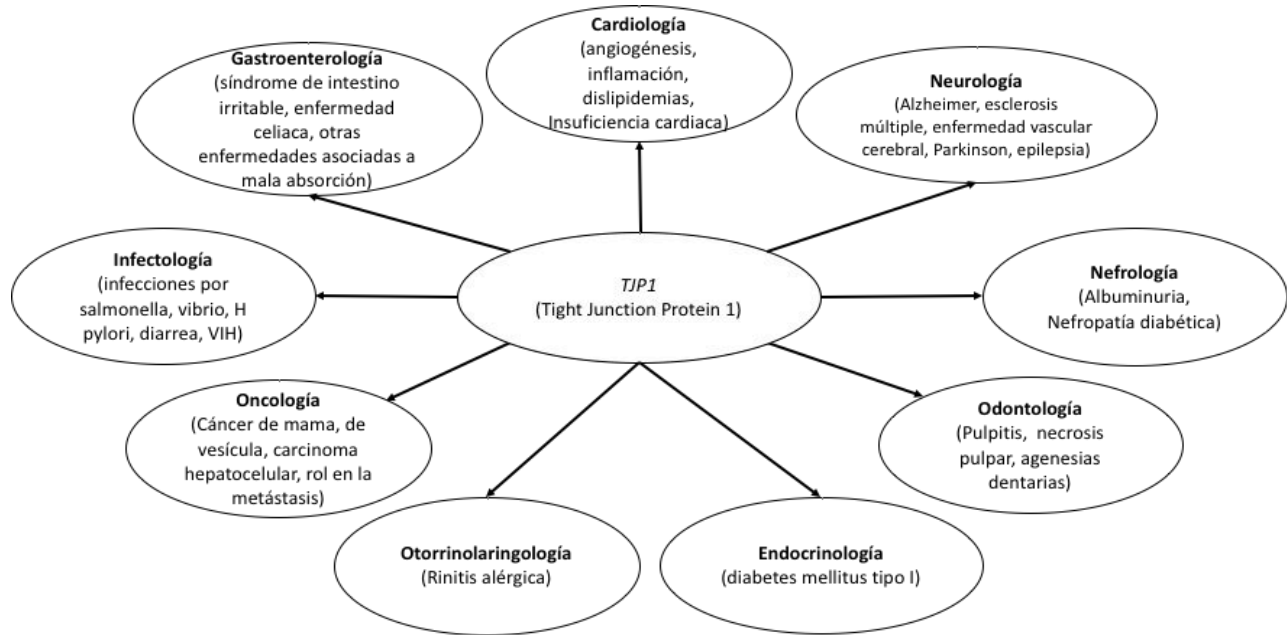 Cardiología
(angiogénesis,
inflamación,
dislipidemias,
Insuficiencia cardiaca)
Gastroenterología
(síndrome de intestino
irritable, enfermedad
celiaca, otras
enfermedades asociadas a
mala absorción)
Neurología
(Alzheimer, esclerosis
múltiple, enfermedad vascular
cerebral, Parkinson, epilepsia)
Infectología
(infecciones por
salmonella, vibrio, H
pylori, diarrea, VIH)
TJP1
(Tight Junction Protein 1)
Nefrología
(Albuminuria,
Nefropatía diabética)
Oncología
(Cáncer de mama, de
vesícula, carcinoma
hepatocelular, rol en la
metástasis)
Odontología
(Pulpitis, necrosis
pulpar, agenesias
dentarias)
Otorrinolaringología
(Rinitis alérgica)
Endocrinología
(diabetes mellitus tipo I)